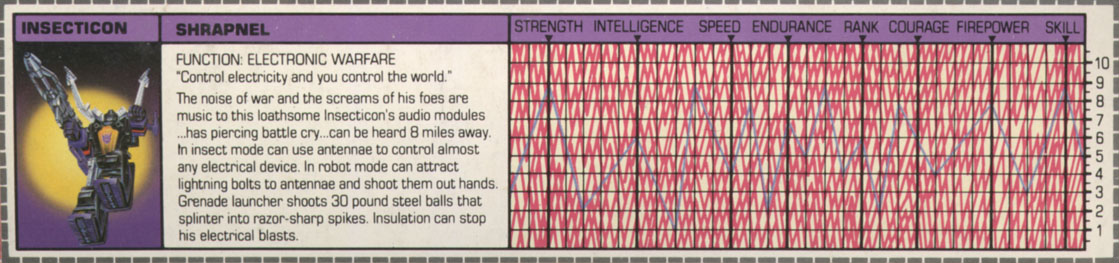 INSECTICON
SHRAPNEL
FUNCTION: ELECTRONIC WARFARE
"Control electricity and you control the world."
The noise of war and the screams of his foes are
music to this loathsome Insecticon's audio modules
...has piercing battle cry...can be heard 8 miles away.
In insect mode can use antennae to control almost
any electrical device. In robot mode can attract
lightning bolts to antennae and shoot them out hands.
Grenade launcher shoots 30 pound steel balls that
splinter into razor-sharp spikes. Insulation can stop
his electrical blasts.
STRENGTH INTELLIGENCE SPEED ENDURANCE RANK COURAGE FIREPOWER SKILL
10
9
8
7
6
5
4
3
2
1